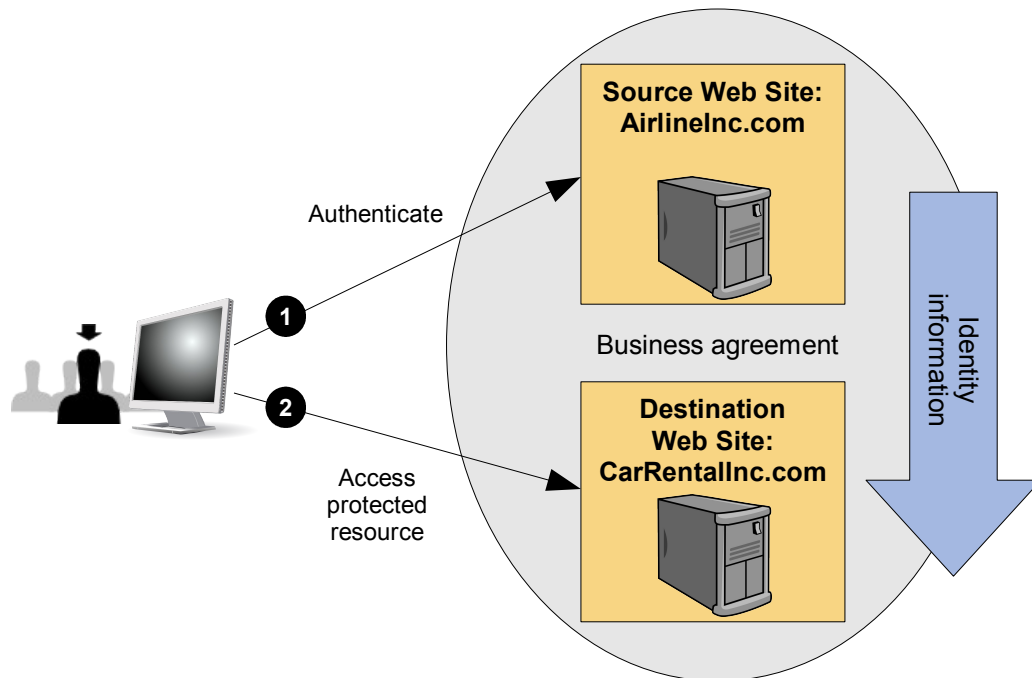 Source Web Site:
AirlineInc.com
Authenticate
1
Business agreement
Identity
information
2
Destination
Web Site:
CarRentalInc.com
Access
protected
resource